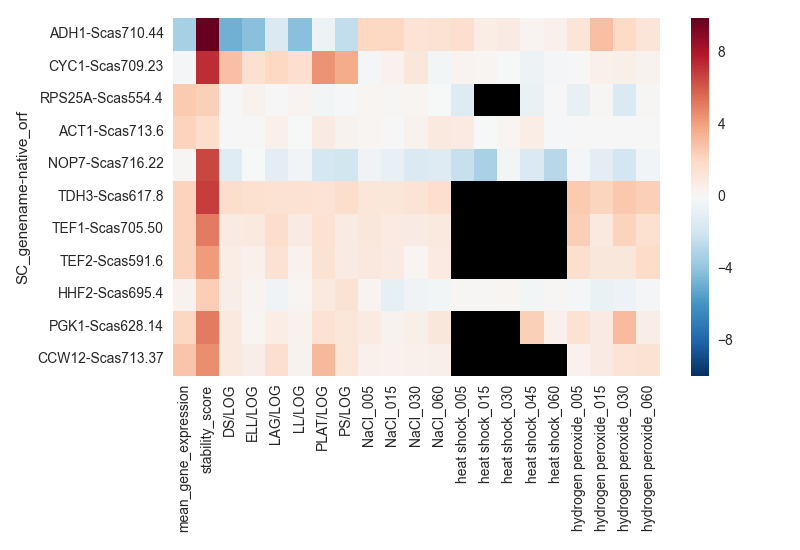 SC_genename-native_orf
ADH1-Scas710.44
CYC1-Scas709.23
RPS25A-Scas554.4
ACT1-Scas713.6
NOP7-Scas716.22
TDH3-Scas617.8
TEF1-Scas705.50
TEF2-Scas591.6
HHF2-Scas695.4
PGK1-Scas628.14
CCW12-Scas713.37
mean_gene_expression
stability_score
DS/LOG
ELL/LOG
LAG/LOG
LL/LOG
PLAT/LOG
PS/LOG
NaCl_005
NaCl_015
NaCl_030
NaCl_060
heat shock_005
heat shock_015
heat shock_030
heat shock_045
heat shock_060
hydrogen peroxide_005
hydrogen peroxide_015
hydrogen peroxide_030
hydrogen peroxide_060
8
4
0
−4
−8